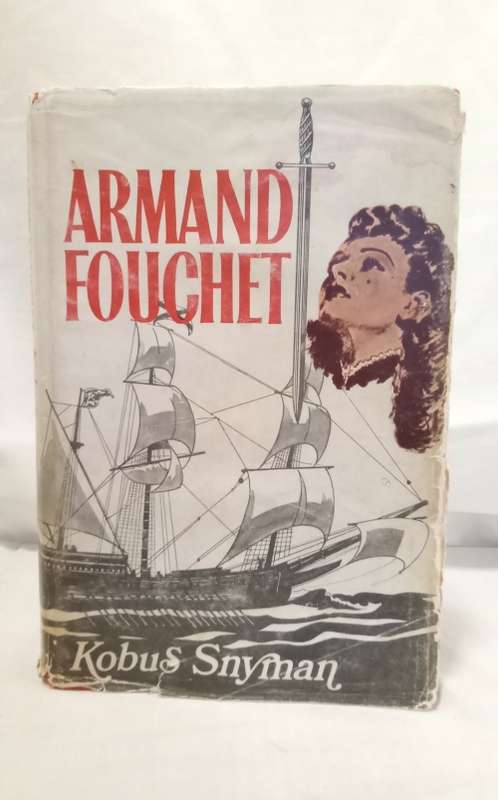 ARMAND
FOUCHET
Kobus Snyman